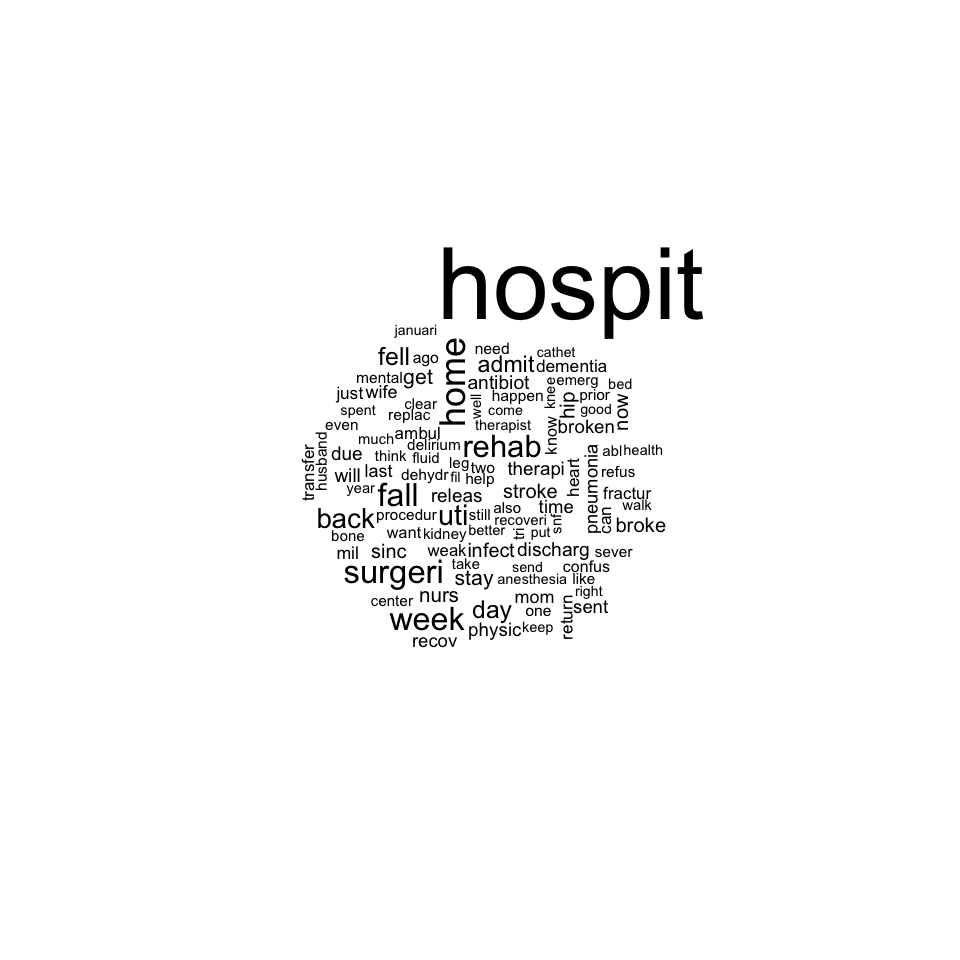 hospit
januari
home
need
fell
ago
cathet
admit
dementia
mental
get
antibiot
emerg
bed
just
wife
happen
knee
prior
hip
now
spent
clear
replac
well
come
good
even
therapist
know
broken
much
ambul
delirium
rehab
husband
transfer
due
think
fluid
leg
two
therapi
heart
pneumonia
abl
health
will
last
dehydr
fil
help
refus
year
fall
releas
stroke
fractur
back
procedur
uti
still
also
time
can
walk
recoveri
snf
broke
bone
want
kidney
better
tri
put
mil
sinc
weak
infect
discharg
sever
surgeri
take
stay
send
confus
anesthesia
like
center
nurs
mom
right
return
sent
week
day
one
physic
keep
recov